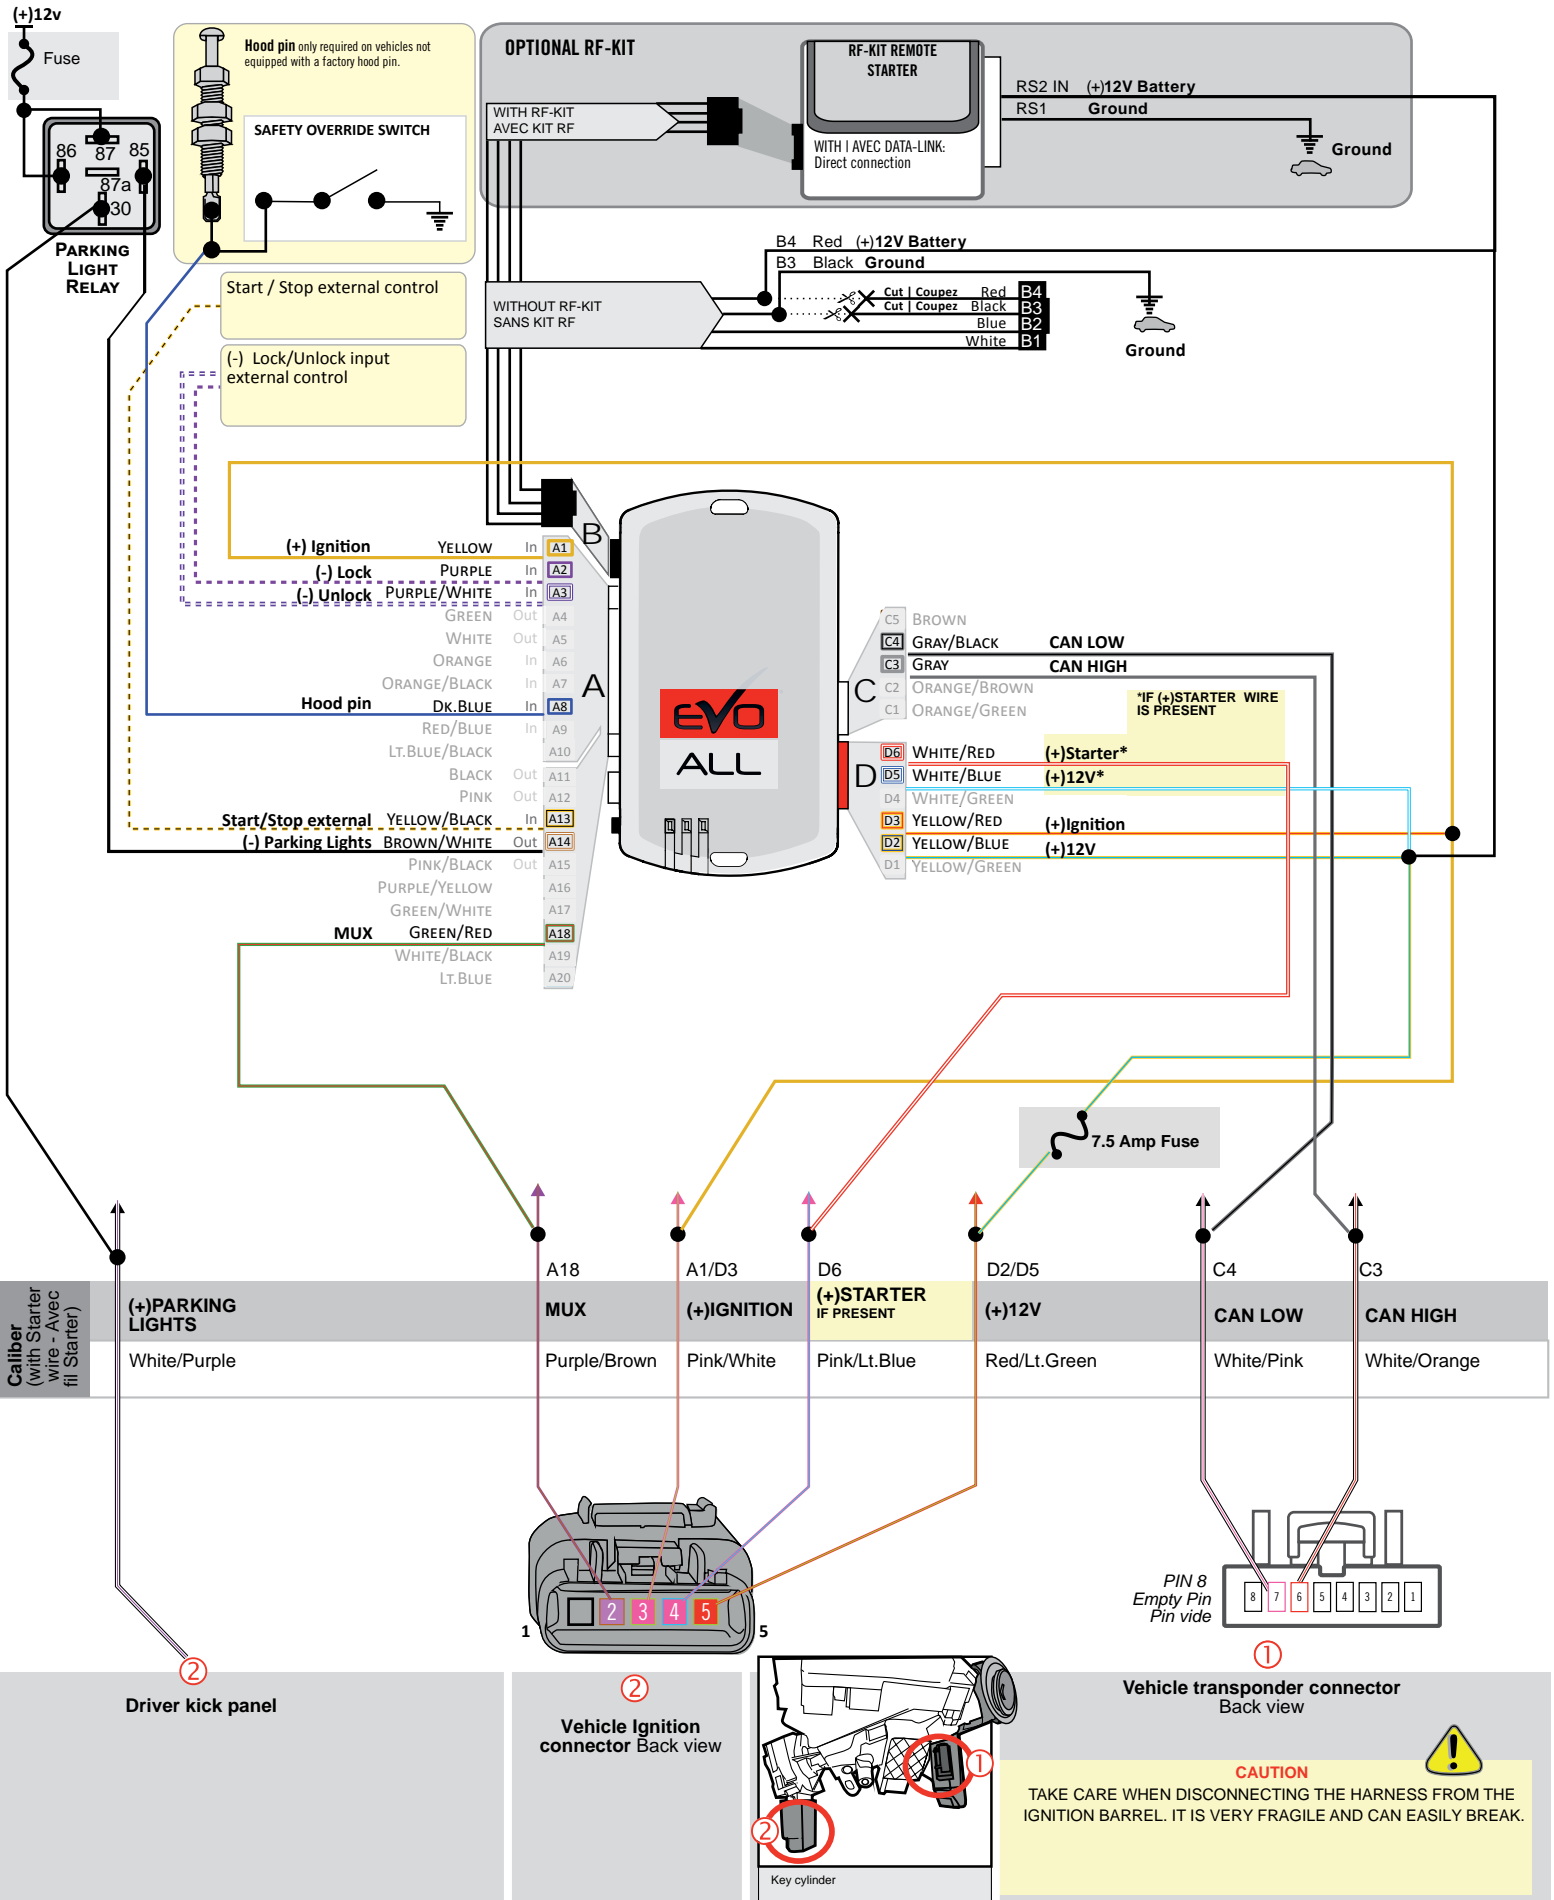 (+)12v
Fuse
86
87
85
87a
30
PARKING
LIGHT
RELAY
Hood pin only required on vehicles not
equipped with a factory hood pin.
SAFETY OVERRIDE SWITCH
Start / Stop external control
(-) Lock/Unlock input
external control
OPTIONAL RF-KIT
RF-KIT REMOTE
STARTER
WITH RF-KIT
AVEC KIT RF
WITH I AVEC DATA-LINK:
Direct connection
RS2 IN (+)12V Battery
RS1 Ground
Ground
B4 Red (+)12V Battery
B3 Black Ground
WITHOUT RF-KIT
SANS KIT RF
Cut | Coupez Red B4
Cut | Coupez Black B3
Blue B2
White B1
Ground
B
A
C
D
EVO
ALL
(+) Ignition YELLOW In A1
(-) Lock PURPLE In A2
(-) Unlock PURPLE/WHITE In A3
GREEN Out A4
WHITE Out A5
ORANGE In A6
ORANGE/BLACK In A7
Hood pin DK.BLUE In A8
RED/BLUE In A9
LT.BLUE/BLACK A10
BLACK Out A11
PINK Out A12
Start/Stop external YELLOW/BLACK In A13
(-) Parking Lights BROWN/WHITE Out A14
PINK/BLACK Out A15
PURPLE/YELLOW A16
GREEN/WHITE A17
MUX GREEN/RED A18
WHITE/BLACK A19
LT.BLUE A20
C5 BROWN
C4 GRAY/BLACK CAN LOW
C3 GRAY CAN HIGH
C2 ORANGE/BROWN
C1 ORANGE/GREEN
*IF (+)STARTER WIRE
IS PRESENT
D6 WHITE/RED (+)Starter*
D5 WHITE/BLUE (+)12V*
D4 WHITE/GREEN
D3 YELLOW/RED (+)Ignition
D2 YELLOW/BLUE (+)12V
D1 YELLOW/GREEN
7.5 Amp Fuse
A18 A1/D3 D6 D2/D5 C4 C3
Caliber
(with Starter
wire - Avec
fil Starter)
(+)PARKING
LIGHTS
MUX
(+)IGNITION
(+)STARTER
IF PRESENT
(+)12V
CAN LOW
CAN HIGH
White/Purple Purple/Brown Pink/White Pink/Lt.Blue Red/Lt.Green White/Pink White/Orange
2 3 4 5
1 5
PIN 8
Empty Pin
Pin vide
8 7 6 5 4 3 2 1
2
Driver kick panel
2
Vehicle Ignition
connector Back view
1
2
Key cylinder
1
Vehicle transponder connector
Back view
!
CAUTION
TAKE CARE WHEN DISCONNECTING THE HARNESS FROM THE
IGNITION BARREL. IT IS VERY FRAGILE AND CAN EASILY BREAK.